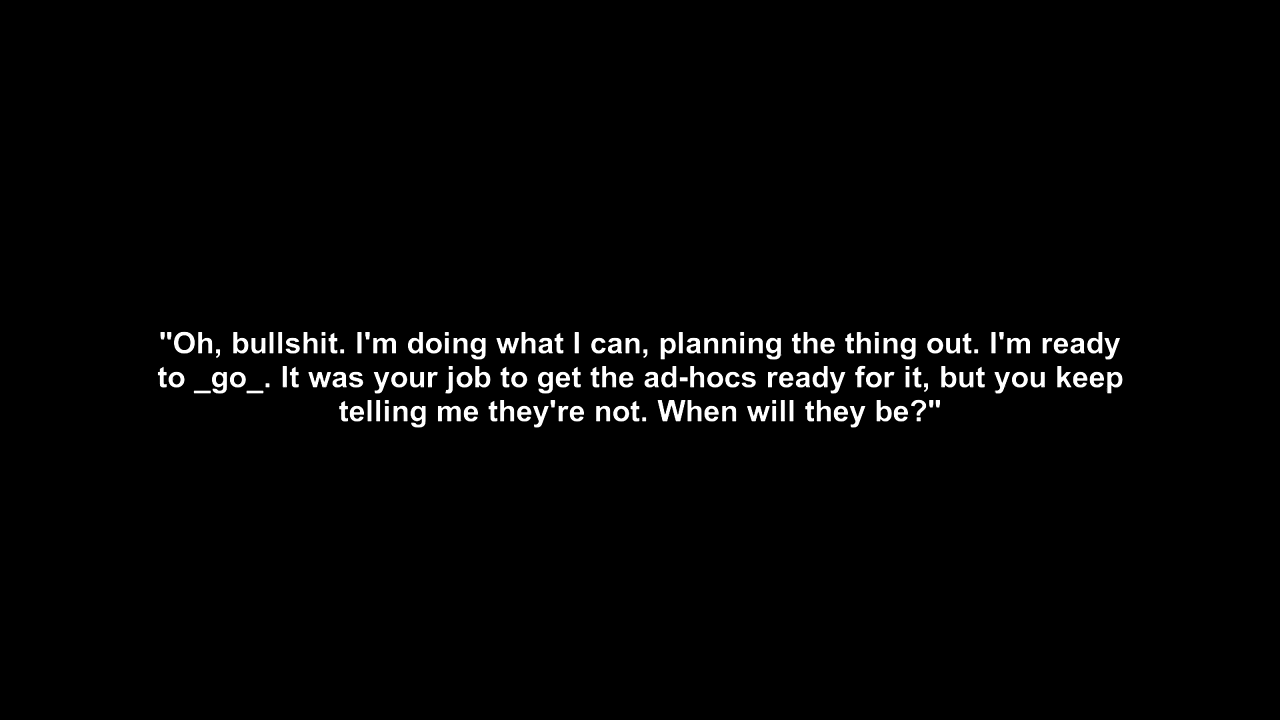 "Oh, bullshit. I'm doing what I can, planning the thing out. I'm ready
to _go_. It was your job to get the ad-hocs ready for it, but you keep
telling me they're not. When will they be?"